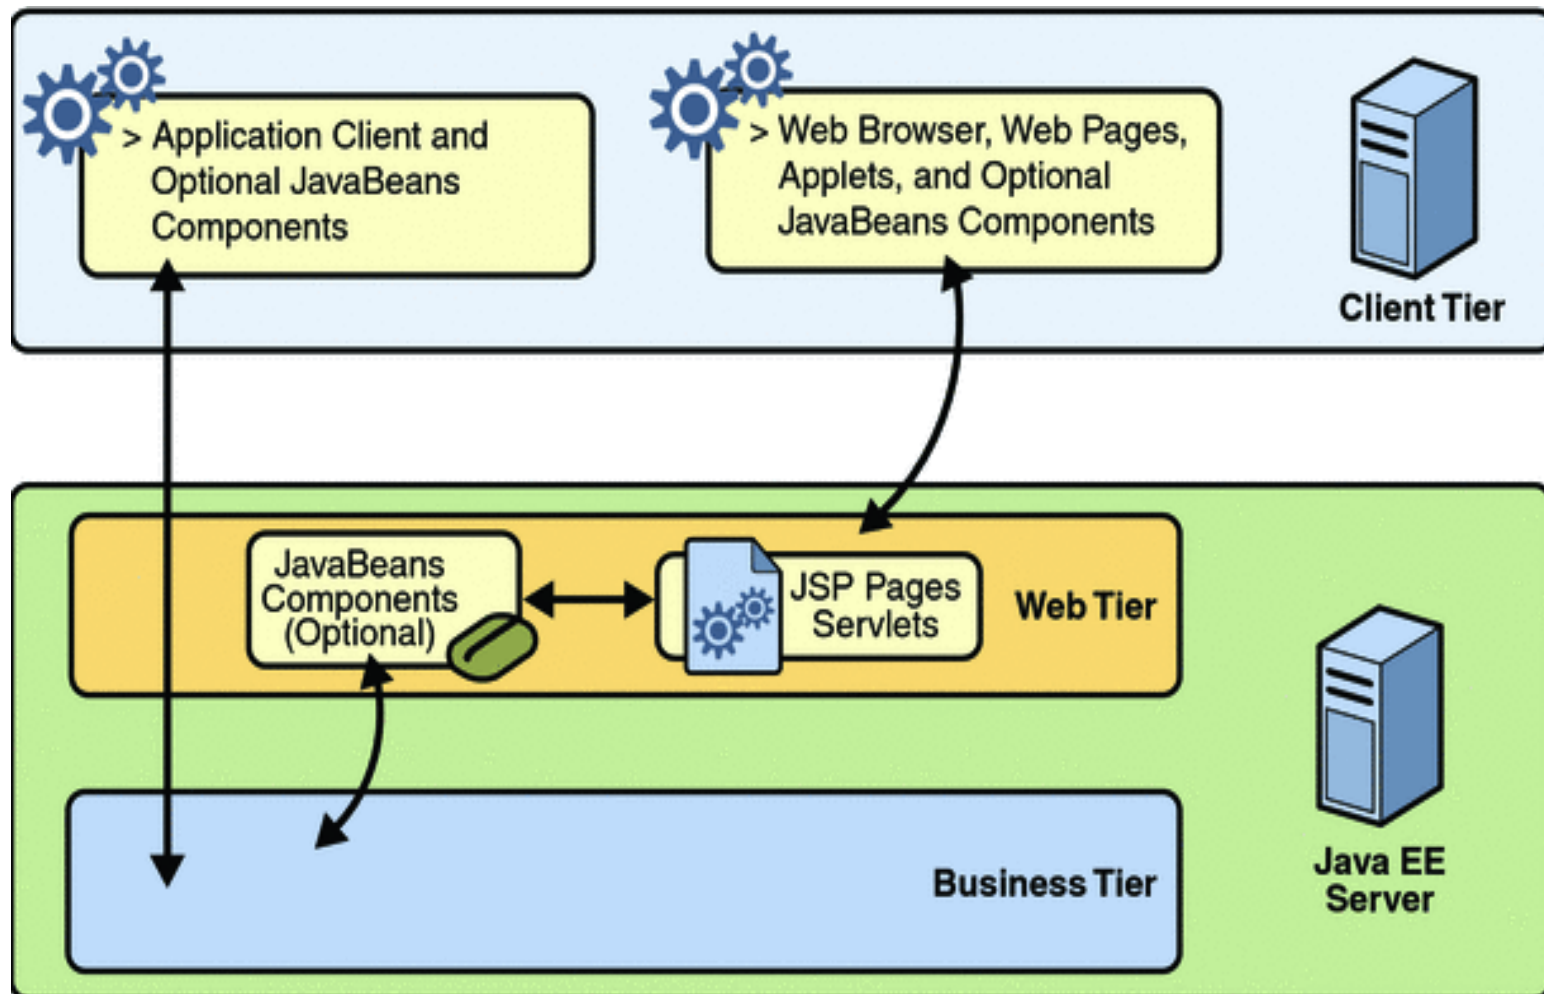 > Application Client and
Optional JavaBeans
Components
> Web Browser, Web Pages,
Applets, and Optional
JavaBeans Components
Client Tier
JavaBeans
Components
(Optional)
JSP Pages
Servlets
Web Tier
Business Tier
Java EE
Server